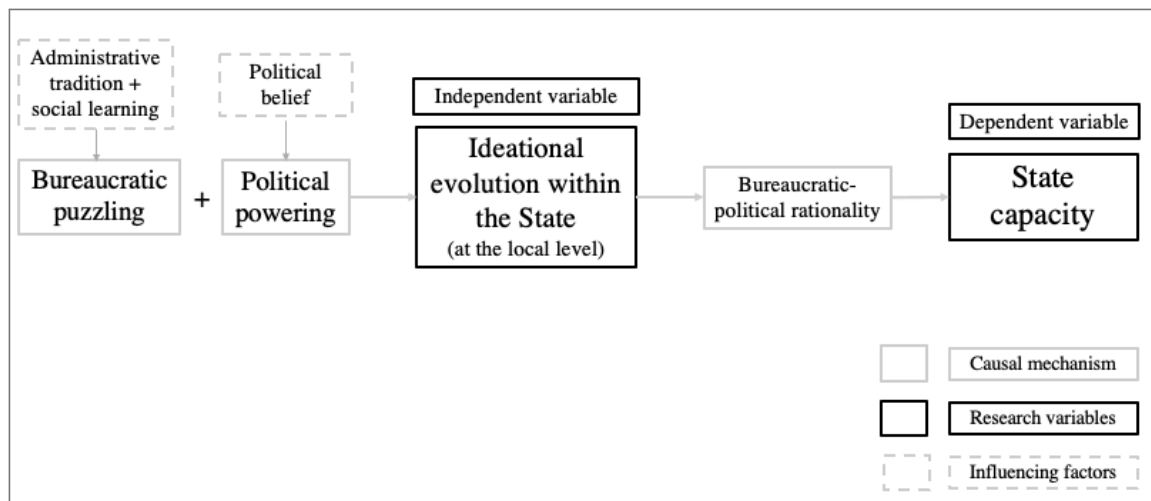 Administrative
tradition +
social learning
Political
belief
Independent variable
Dependent variable
Bureaucratic
puzzling
+
Political
powering
Ideational
evolution within
the State
(at the local level)
Bureaucratic-
political rationality
State
capacity
Causal mechanism
Research variables
Influencing factors